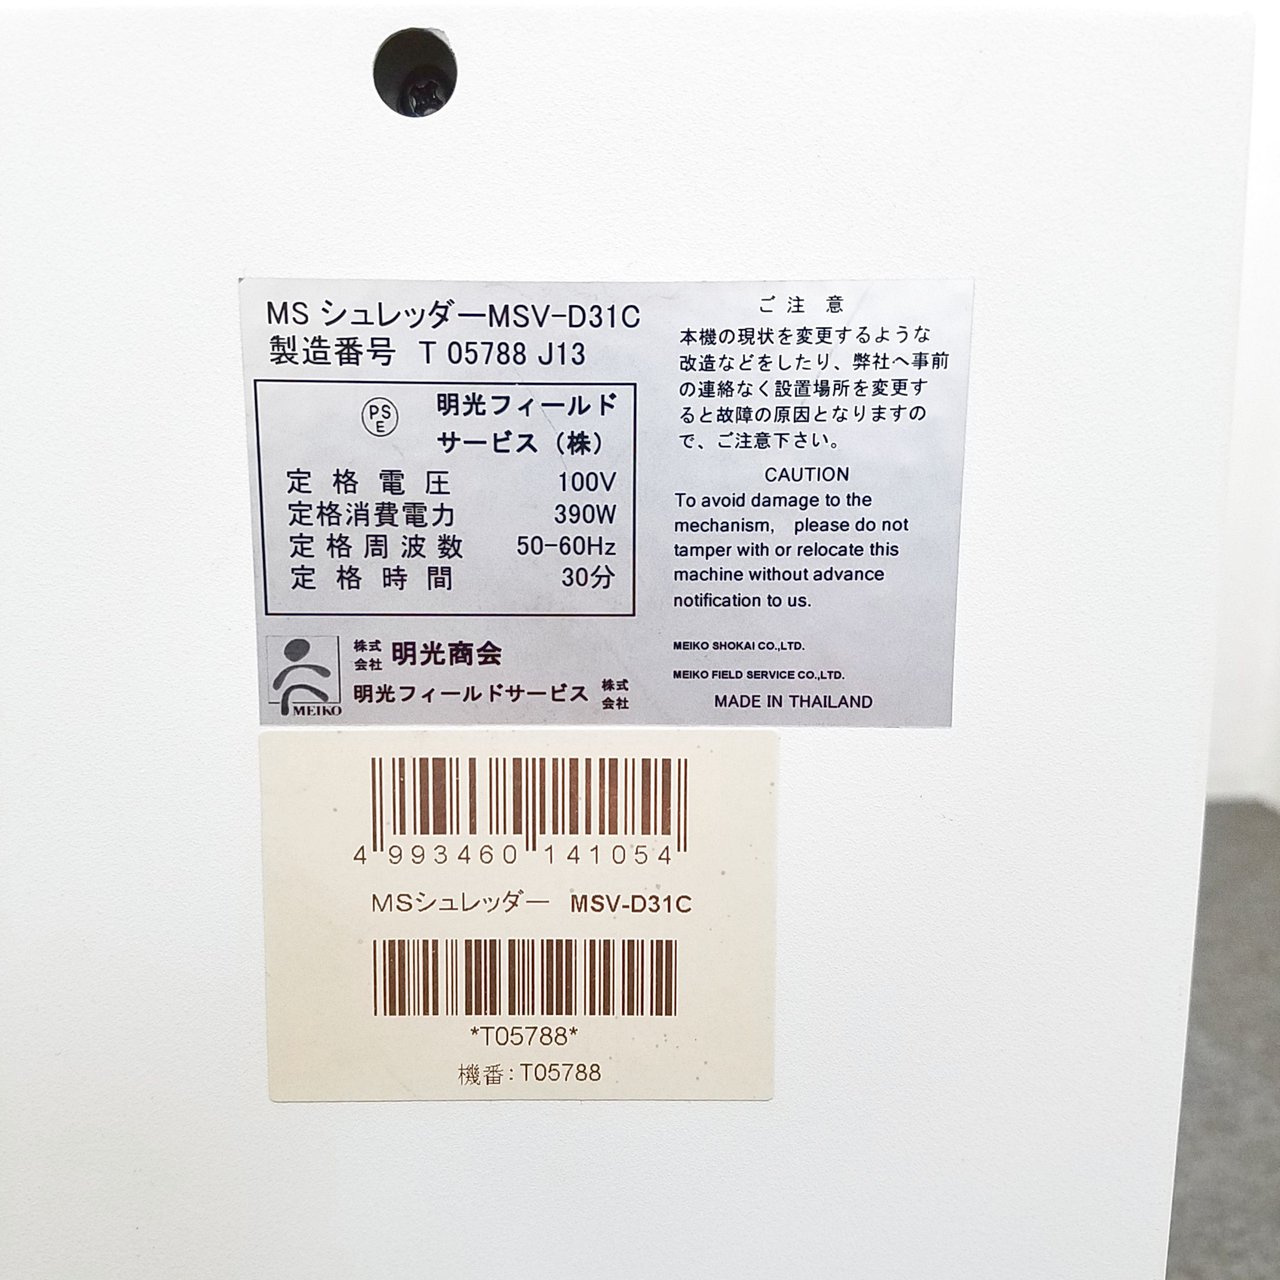 MS シュレッダーMSV-D31C
製造番号 T 05788 J13
PS
E
明光フィールド
サービス（株）
定格電圧 100V
定格消費電力 390W
定格周波数 50-60Hz
定格時間 30分
MEIKO
株式
会社
明光商会
明光フィールドサービス
株式
会社
ご注意
本機の現状を変更するような
改造などをしたり、弊社へ事前
の連絡なく設置場所を変更す
ると故障の原因となりますの
で、ご注意下さい。
CAUTION
To avoid damage to the
mechanism, please do not
tamper with or relocate this
machine without advance
notification to us.
MEIKO SHOKAI CO.,LTD.
MEIKO FIELD SERVICE CO.,LTD.
MADE IN THAILAND
4 993460 141054
MSシュレッダー MSV-D31C
*T05788*
機番:T05788